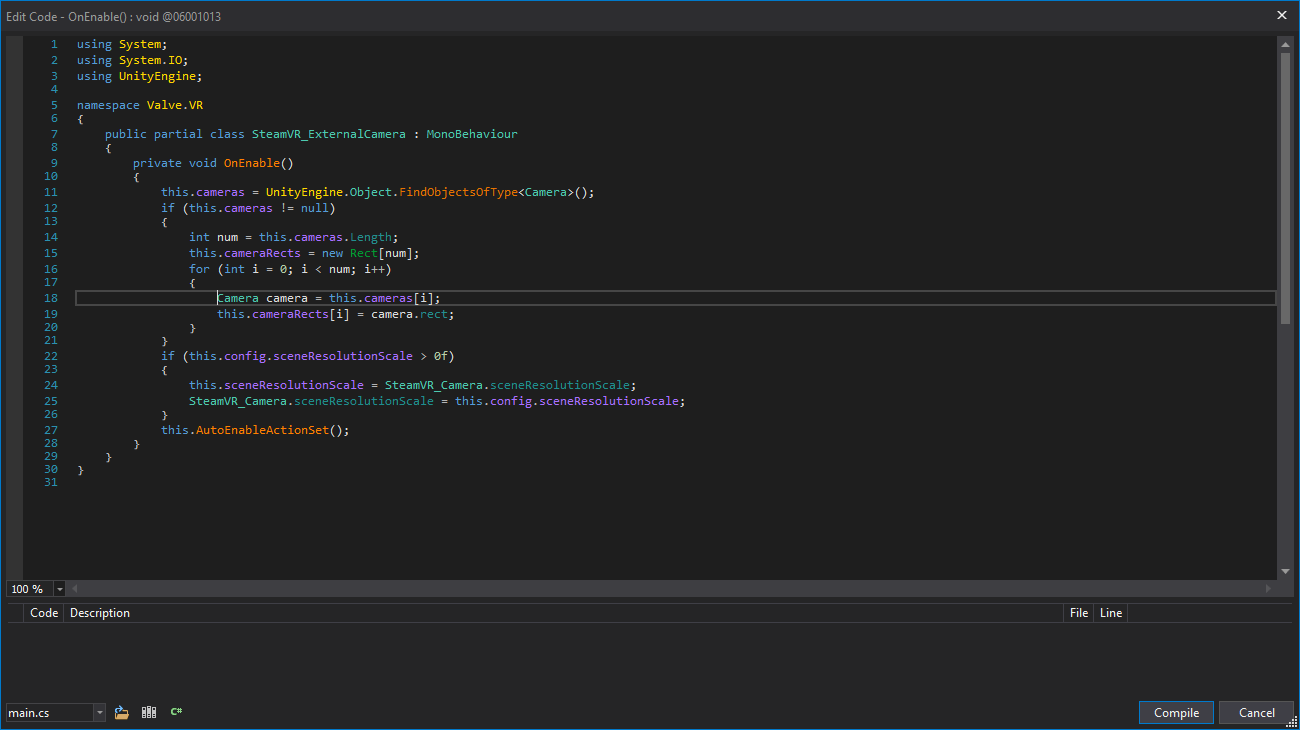 Edit Code - OnEnable() : void @06001013
1 using System;
2 using System.IO;
3 using UnityEngine;
4
5 namespace Valve.VR
6 {
7 public partial class SteamVR_ExternalCamera : MonoBehaviour
8 {
9 private void OnEnable()
10 {
11 this.cameras = UnityEngine.Object.FindObjectsOfType<Camera>();
12 if (this.cameras != null)
13 {
14 int num = this.cameras.Length;
15 this.cameraRects = new Rect[num];
16 for (int i = 0; i < num; i++)
17 {
18 Camera camera = this.cameras[i];
19 this.cameraRects[i] = camera.rect;
20 }
21 }
22 if (this.config.sceneResolutionScale > 0f)
23 {
24 this.sceneResolutionScale = SteamVR_Camera.sceneResolutionScale;
25 SteamVR_Camera.sceneResolutionScale = this.config.sceneResolutionScale;
26 }
27 this.AutoEnableActionSet();
28 }
29 }
30 }
31
100 %
Code Description File Line
main.cs C# Compile Cancel